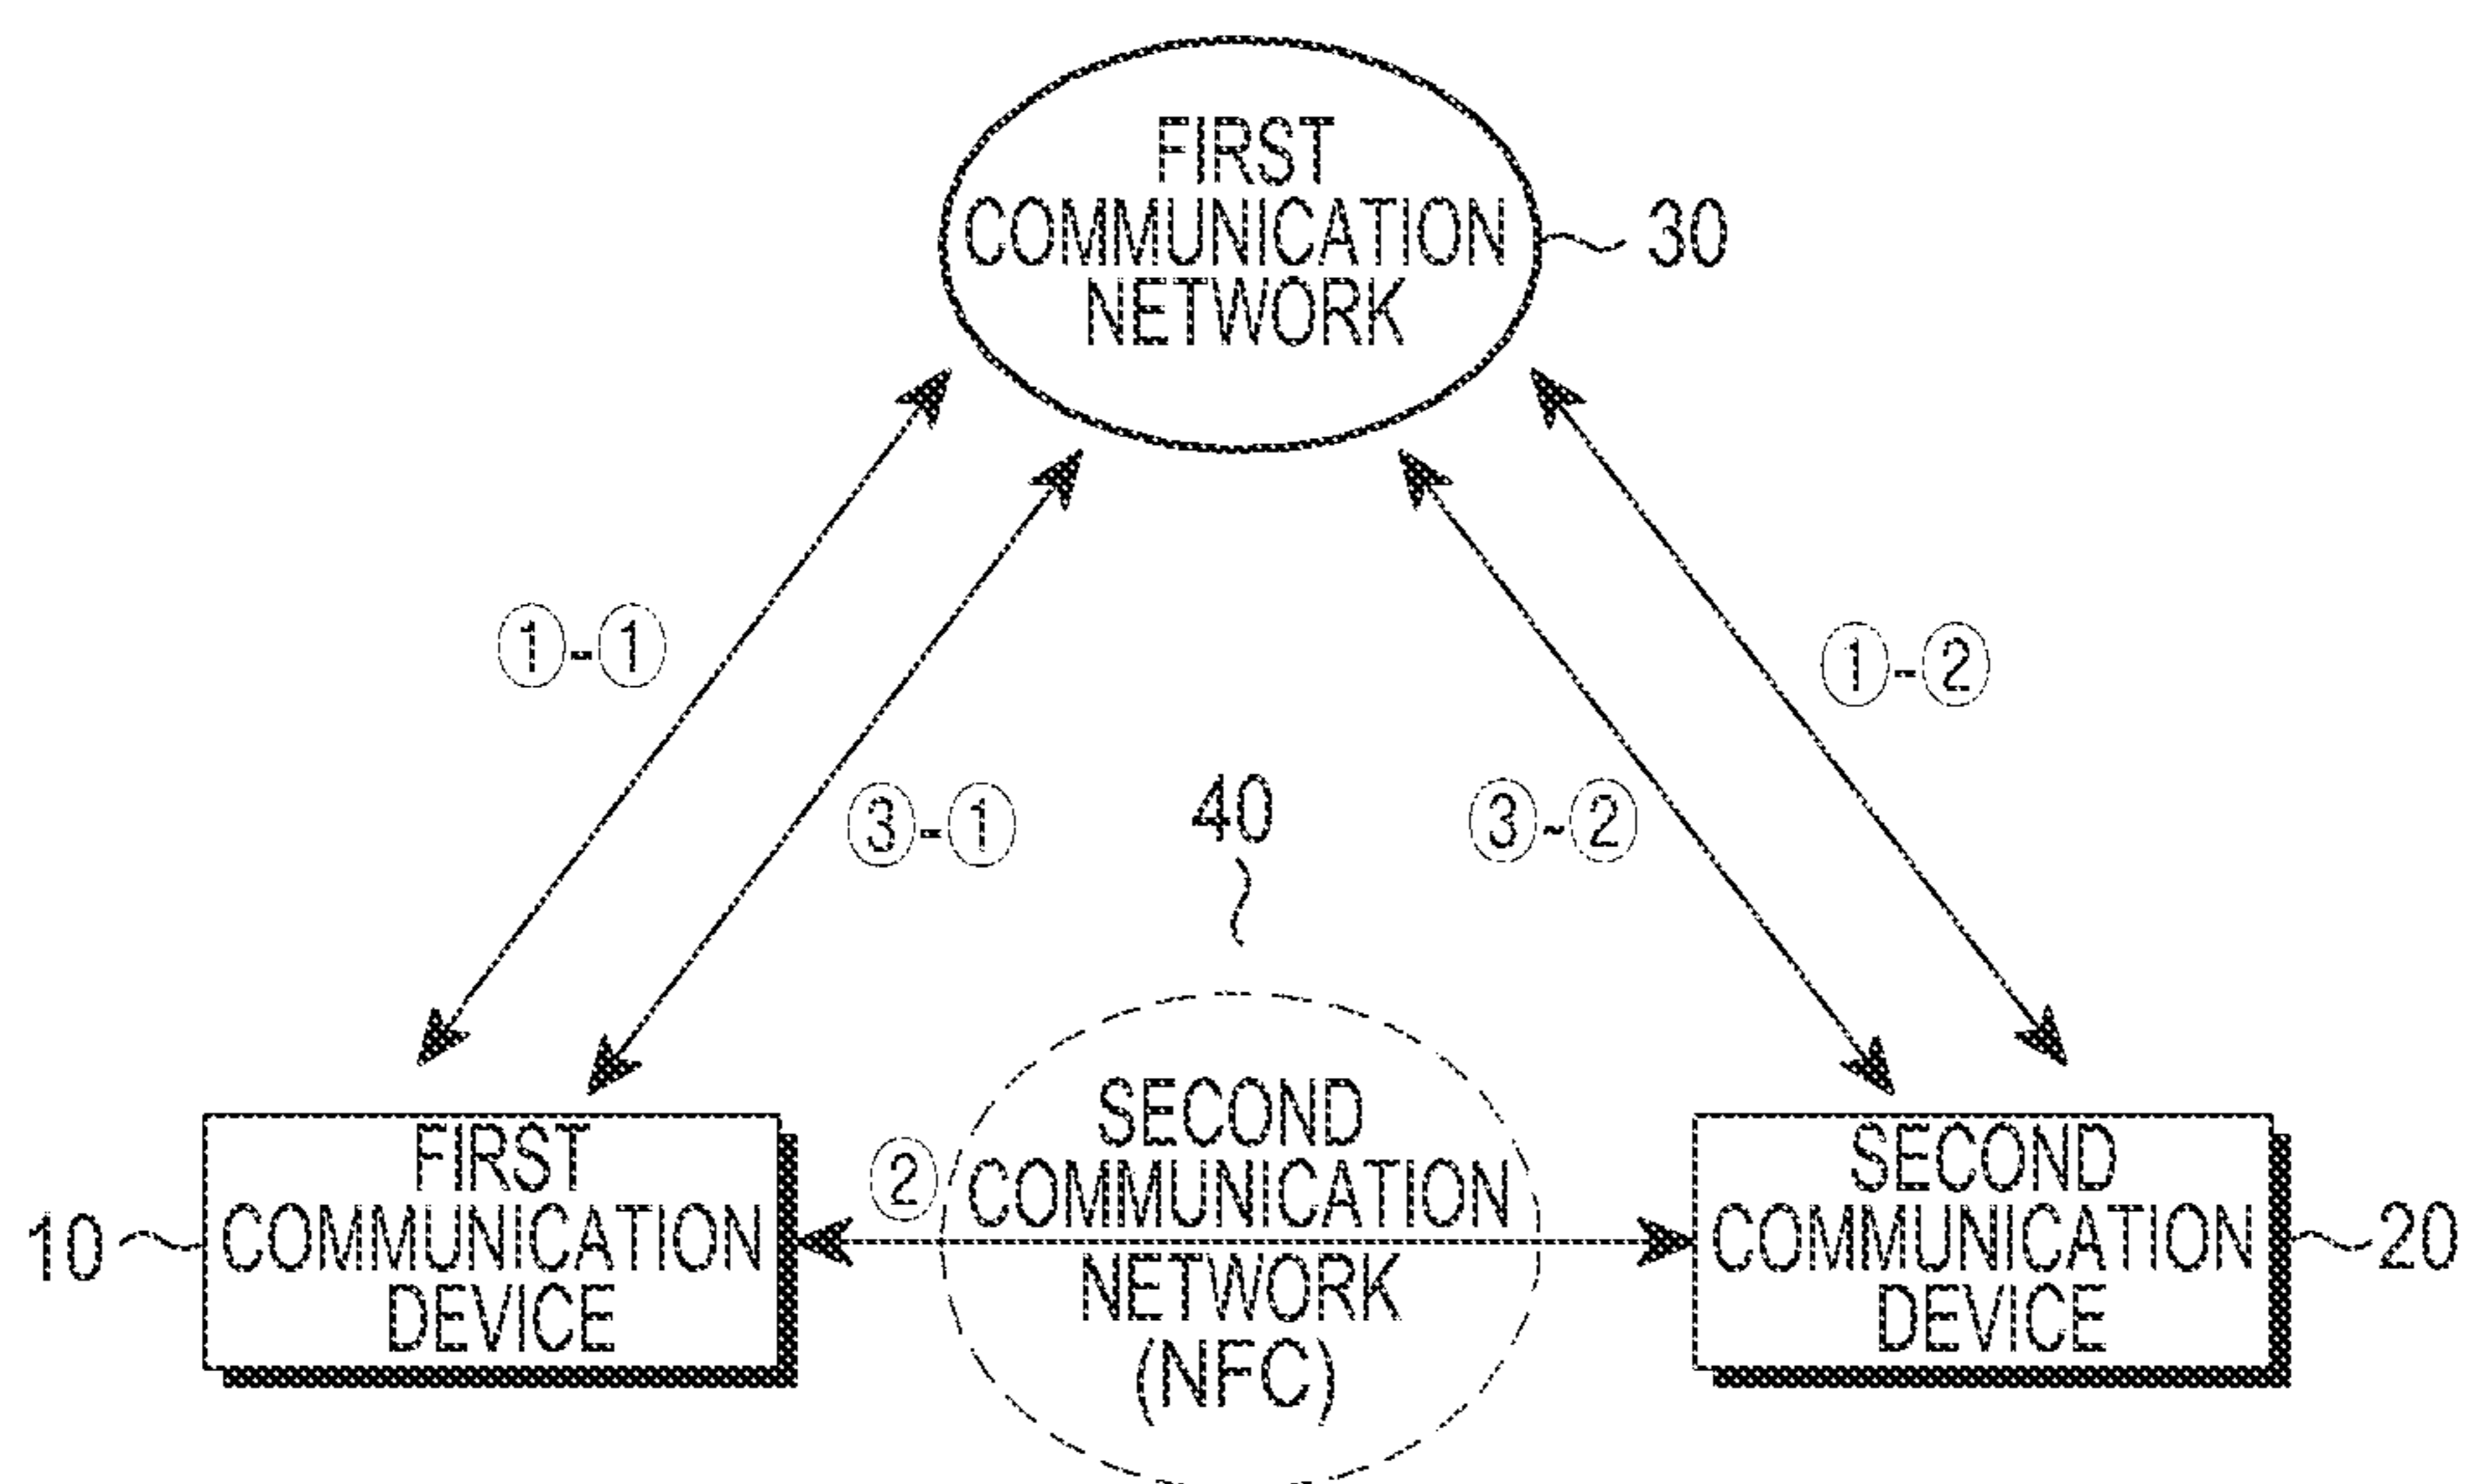 FIRST
COMMUNICATION
NETWORK
30
①-①
①-②
③-①
40
③-②
FIRST
COMMUNICATION
DEVICE
10
②
SECOND
COMMUNICATION
NETWORK
(NFC)
SECOND
COMMUNICATION
DEVICE
20